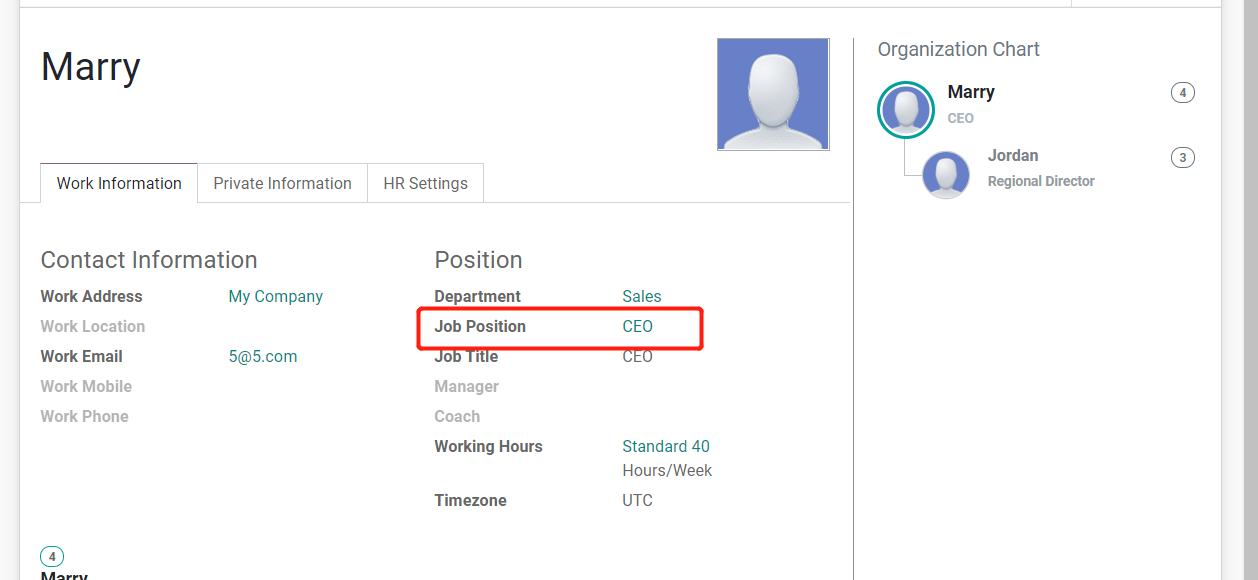 Marry
Work Information
Private Information
HR Settings
Contact Information
Work Address My Company
Work Location
Work Email 5@5.com
Work Mobile
Work Phone
Position
Department Sales
Job Position CEO
Job Title CEO
Manager
Coach
Working Hours Standard 40
Hours/Week
Timezone UTC
4
Marry
Organization Chart
Marry 4
CEO
Jordan 3
Regional Director